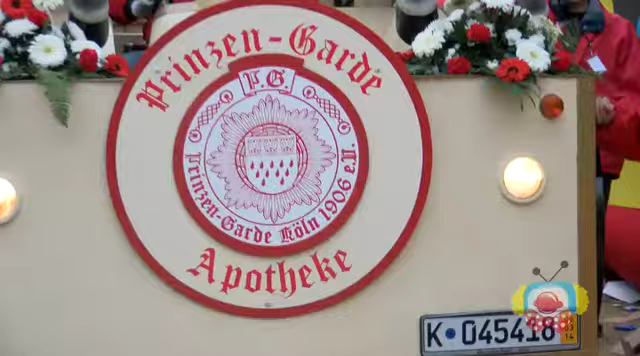 Prinzen-Garde
P.G.
Prinzen-Garde Köln 1906 e.V.
Apotheke
K 045418